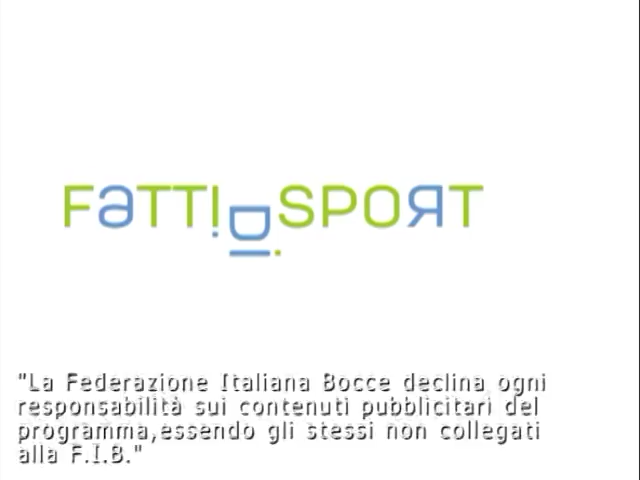 FaTTI DI SPORT
"La Federazione Italiana Bocce declina ogni
responsabilità sui contenuti pubblicitari del
programma,essendo gli stessi non collegati
alla F.I.B."